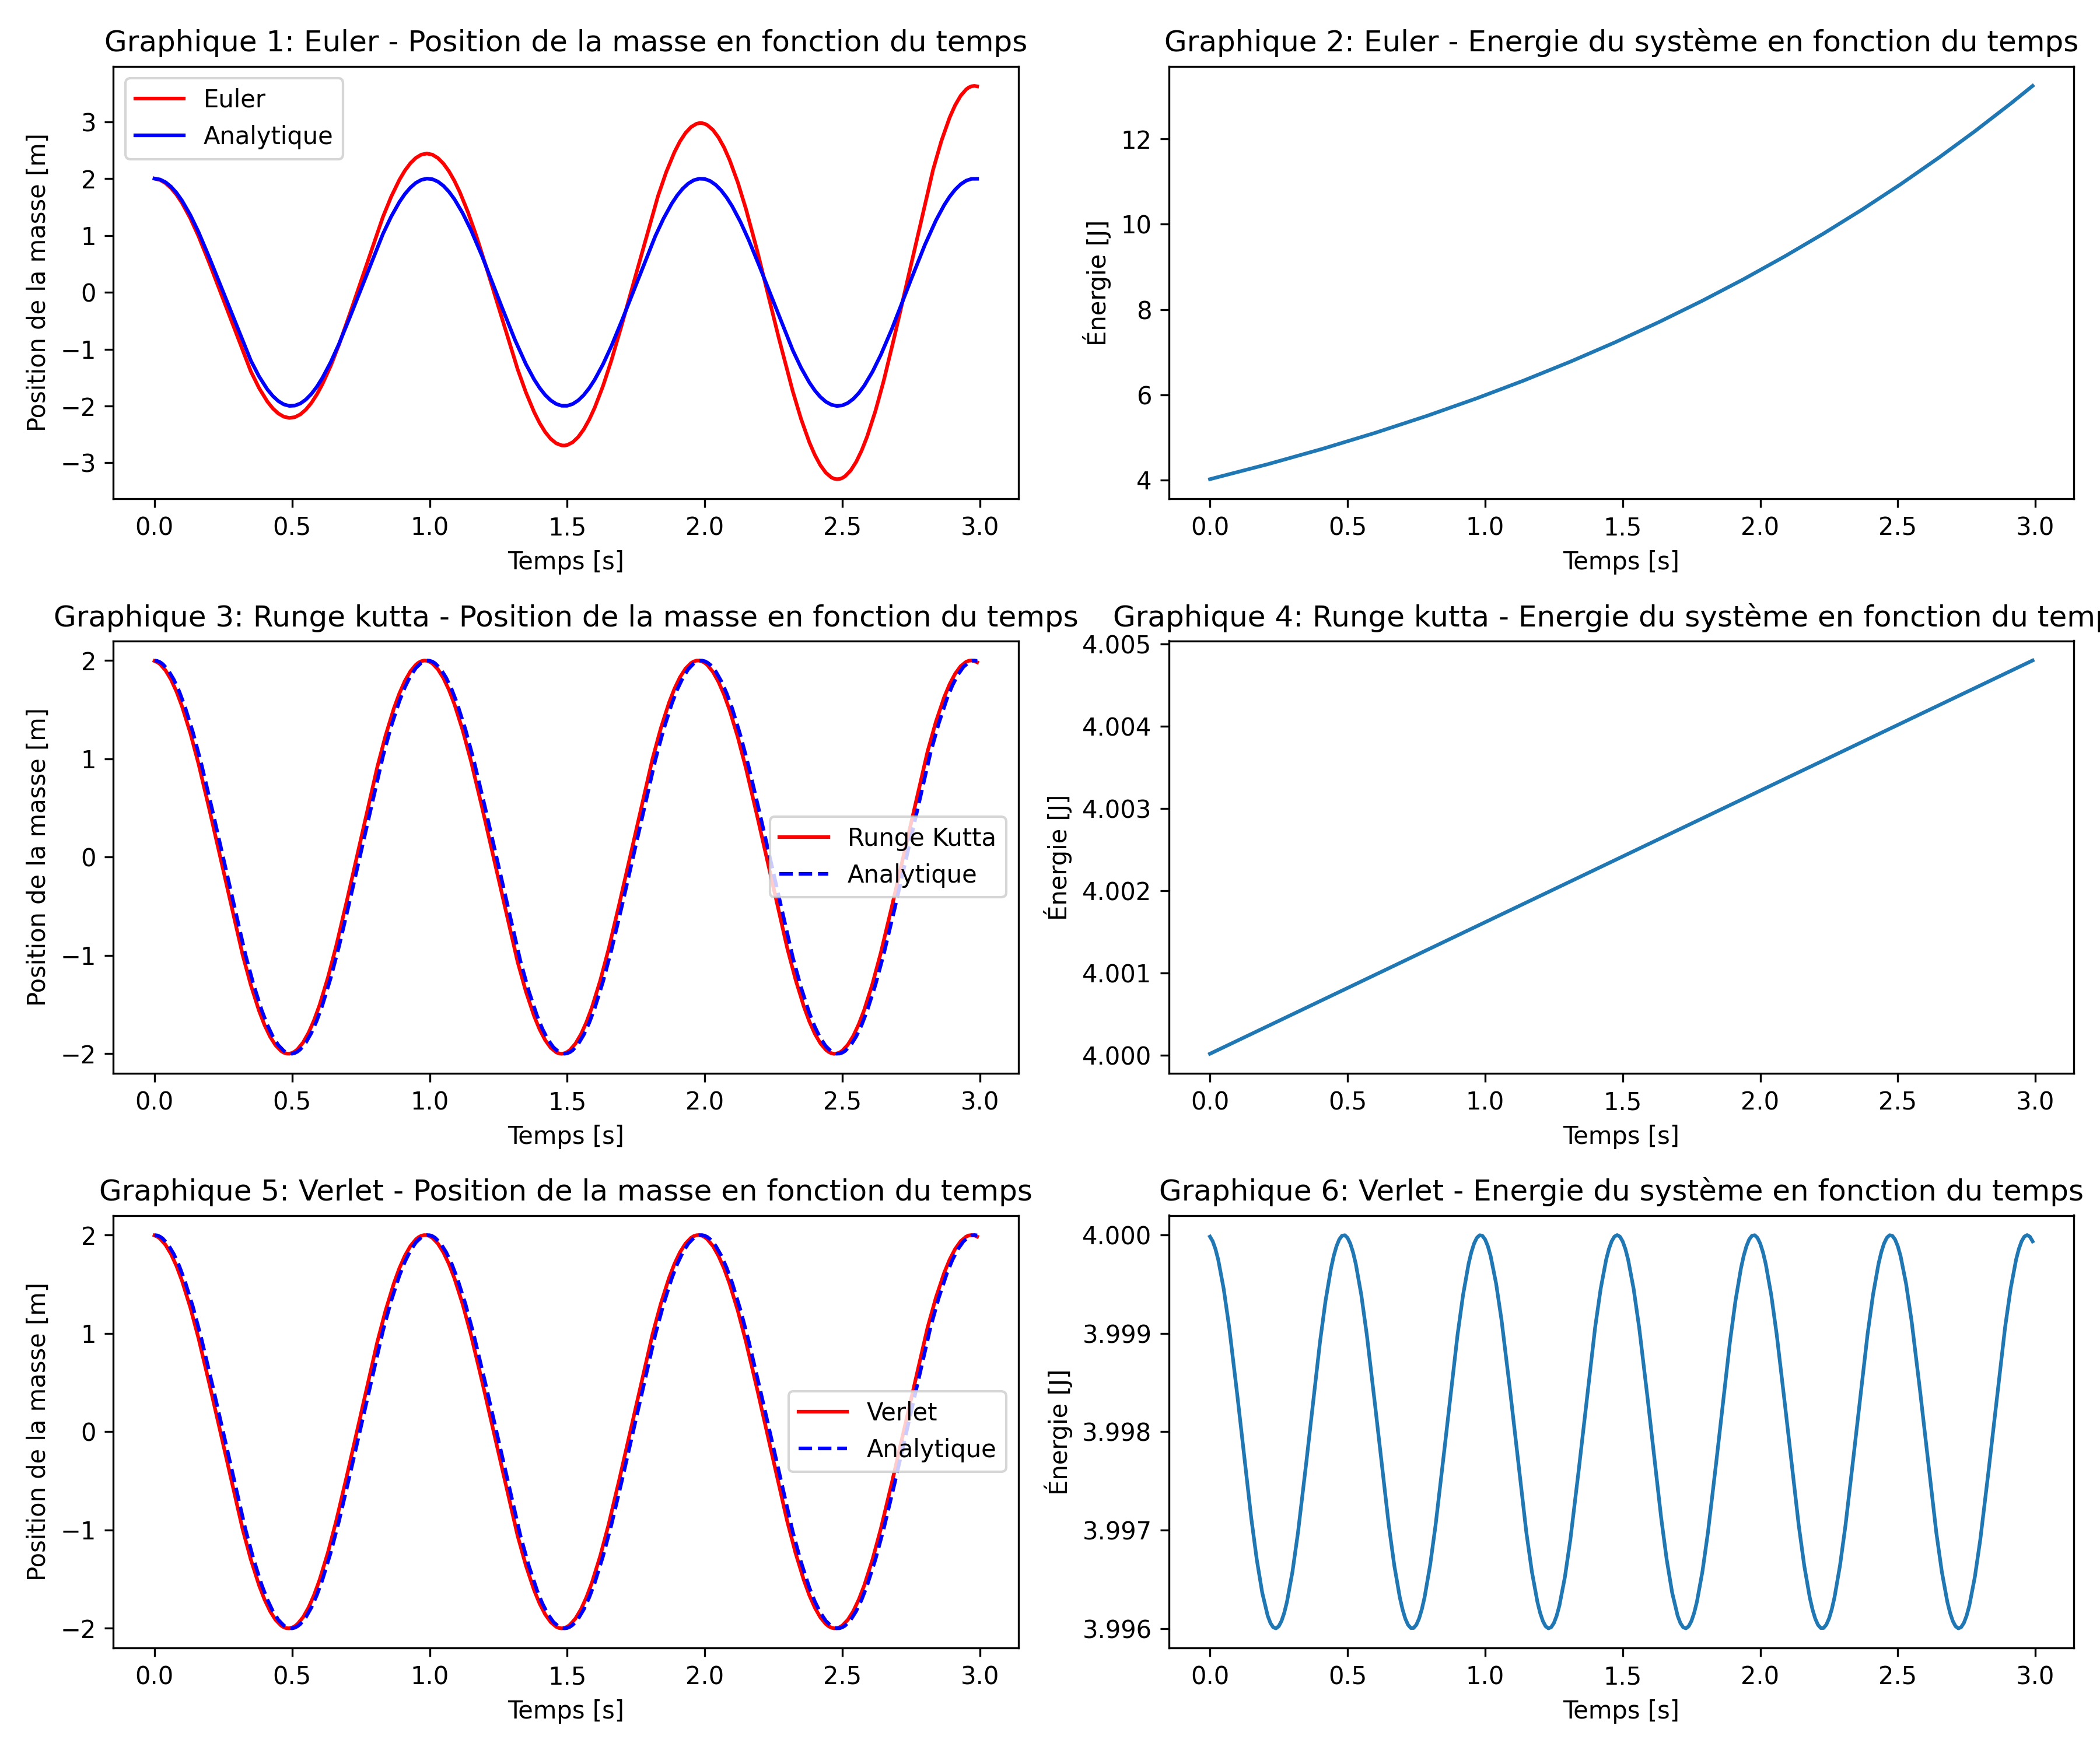 Graphique 1: Euler - Position de la masse en fonction du temps
Position de la masse [m]
3
2
1
0
−1
−2
−3
Euler
Analytique
0.0 0.5 1.0 1.5 2.0 2.5 3.0
Temps [s]
Graphique 2: Euler - Energie du système en fonction du temps
Énergie [J]
12
10
8
6
4
0.0 0.5 1.0 1.5 2.0 2.5 3.0
Temps [s]
Graphique 3: Runge kutta - Position de la masse en fonction du temps
Position de la masse [m]
2
1
0
−1
−2
Runge Kutta
Analytique
0.0 0.5 1.0 1.5 2.0 2.5 3.0
Temps [s]
Graphique 4: Runge kutta - Energie du système en fonction du temp
Énergie [J]
4.005
4.004
4.003
4.002
4.001
4.000
0.0 0.5 1.0 1.5 2.0 2.5 3.0
Temps [s]
Graphique 5: Verlet - Position de la masse en fonction du temps
Position de la masse [m]
2
1
0
−1
−2
Verlet
Analytique
0.0 0.5 1.0 1.5 2.0 2.5 3.0
Temps [s]
Graphique 6: Verlet - Energie du système en fonction du temps
Énergie [J]
4.000
3.999
3.998
3.997
3.996
0.0 0.5 1.0 1.5 2.0 2.5 3.0
Temps [s]